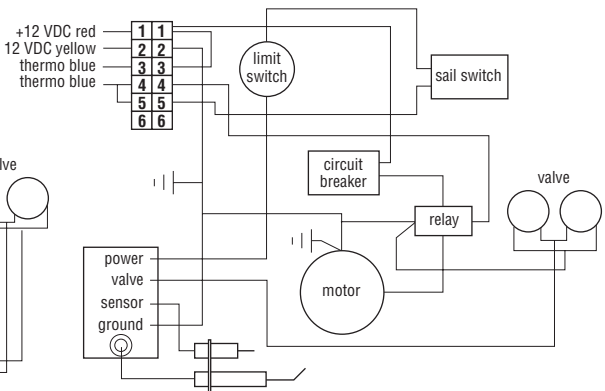 +12 VDC red
12 VDC yellow
thermo blue
thermo blue
1 1
2 2
3 3
4 4
5 5
6 6
limit
switch
sail switch
circuit
breaker
relay
valve
motor
power
valve
sensor
ground